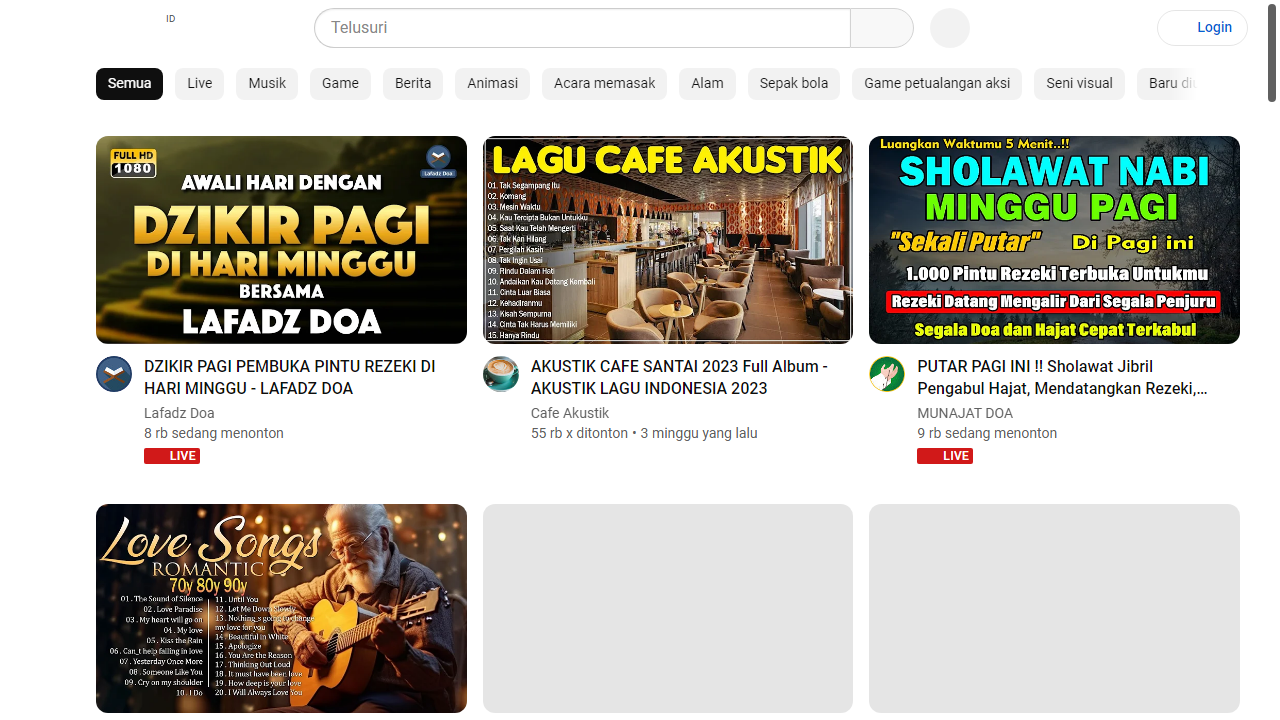 ID
Telusuri
Login
Semua
Live
Musik
Game
Berita
Animasi
Acara memasak
Alam
Sepak bola
Game petualangan aksi
Seni visual
Baru
FULL HD
1080
Lafadz Doa
AWALI HARI DENGAN
DZIKIR PAGI
DI HARI MINGGU
BERSAMA
LAFADZ DOA
DZIKIR PAGI PEMBUKA PINTU REZEKI DI
HARI MINGGU - LAFADZ DOA
Lafadz Doa
8 rb sedang menonton
LIVE
LAGU CAFE AKUSTIK
01. Tak Segampang Itu
02. Komang
03. Mesin Waktu
04. Kau Tercipta Bukan Untukku
05. Saat Kau Telah Mengerti
06. Tak Kan Hilang
07. Pergilah Kasih
08. Tak Ingin Usai
09. Rindu Dalam Hati
10. Andaikan Kau Datang Kembali
11. Cinta Luar Biasa
12. Kehadiranmu
13. Kisah Sempurna
14. Cinta Tak Harus Memiliki
15. Hanya Rindu
AKUSTIK CAFE SANTAI 2023 Full Album -
AKUSTIK LAGU INDONESIA 2023
Cafe Akustik
55 rb x ditonton • 3 minggu yang lalu
Luangkan Waktumu 5 Menit..!!
SHOLAWAT NABI
MINGGU PAGI
"Sekali Putar" Di Pagi ini
1.000 Pintu Rezeki Terbuka Untukmu
Rezeki Datang Mengalir Dari Segala Penjuru
Segala Doa dan Hajat Cepat Terkabul
PUTAR PAGI INI !! Sholawat Jibril
Pengabul Hajat, Mendatangkan Rezeki,...
MUNAJAT DOA
9 rb sedang menonton
LIVE
Love Songs
ROMANTIC
70v 80v 90v
01 . The Sound of Silence
02 . Love Paradise
03 . My heart will go on
04 . My love
05 . Kiss the Rain
06 . Can_t help falling in love
07 . Yesterday Once More
08 . Someone Like You
09 . Cry on my shoulder
10 . I Do
11 . Until You
12 . Let Me Down Slowly
13 . Nothing_s going to change
my love for you
14 . Beautiful in White
15 . Apologize
16 . You Are the Reason
17 . Thinking Out Loud
18 . It must have been love
19 . How deep is your love
20 . I Will Always Love You